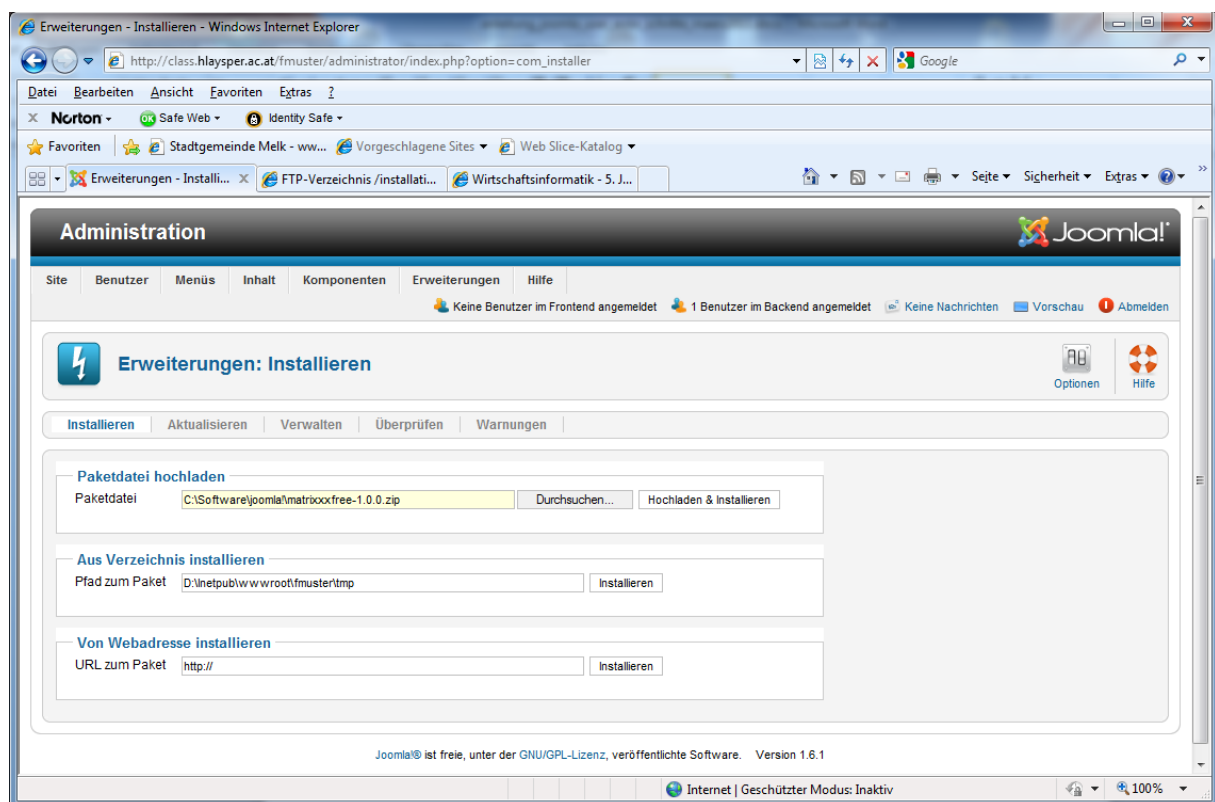 Erweiterungen - Installieren - Windows Internet Explorer
http://class.hlaysper.ac.at/fmuster/administrator/index.php?option=com_installer
Google
Datei Bearbeiten Ansicht Favoriten Extras ?
x Norton OK Safe Web Identity Safe
Favoriten Stadtgemeinde Melk - ww... Vorgeschlagene Sites Web Slice-Katalog
Erweiterungen - Installi... x FTP-Verzeichnis /installati... Wirtschaftsinformatik - 5. J... Seite Sicherheit Extras »
Administration Joomla!
Site Benutzer Menüs Inhalt Komponenten Erweiterungen Hilfe
Keine Benutzer im Frontend angemeldet 1 Benutzer im Backend angemeldet Keine Nachrichten Vorschau Abmelden
Erweiterungen: Installieren
Optionen Hilfe
Installieren Aktualisieren Verwalten Überprüfen Warnungen
Paketdatei hochladen
Paketdatei C:\Software\joomla!\matrixxxfree-1.0.0.zip Durchsuchen... Hochladen & Installieren
Aus Verzeichnis installieren
Pfad zum Paket D:\Inetpub\wwwroot\fmuster\tmp Installieren
Von Webadresse installieren
URL zum Paket http:// Installieren
Joomla!® ist freie, unter der GNU/GPL-Lizenz, veröffentlichte Software. Version 1.6.1
Internet | Geschützter Modus: Inaktiv 100%